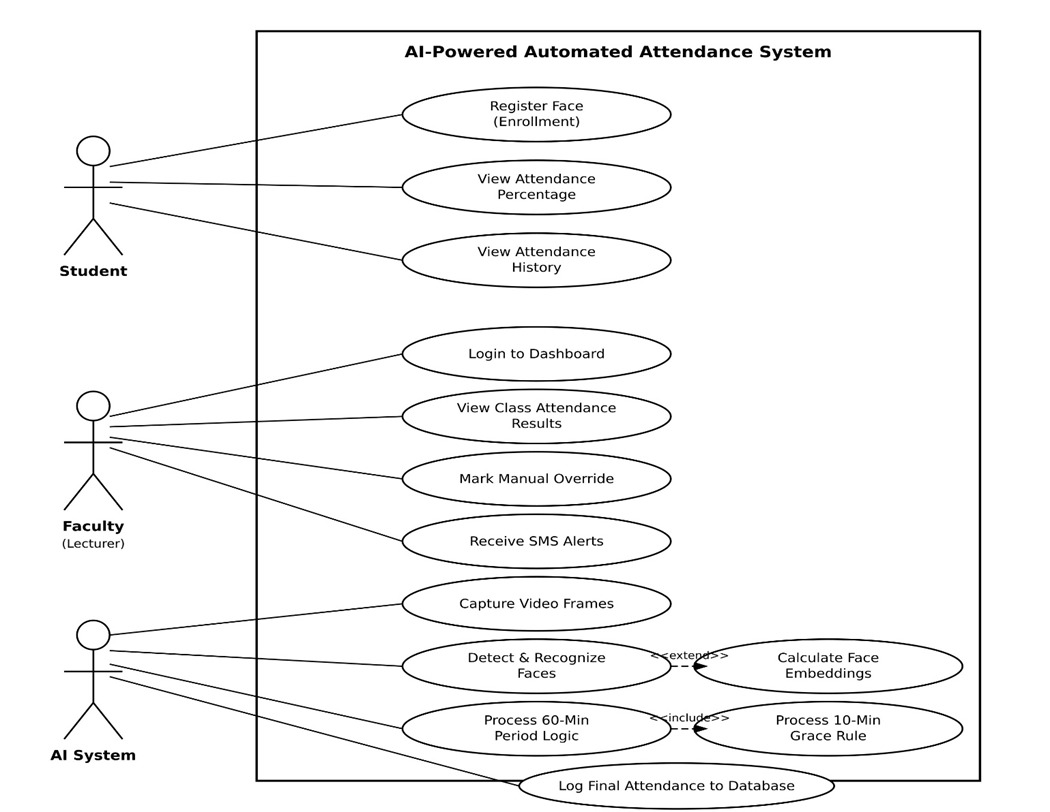 AI-Powered Automated Attendance System
Register Face
(Enrollment)
View Attendance
Percentage
View Attendance
History
Student
Login to Dashboard
View Class Attendance
Results
Mark Manual Override
Receive SMS Alerts
Faculty
(Lecturer)
Capture Video Frames
Detect & Recognize
Faces
<<extend>>
Calculate Face
Embeddings
Process 60-Min
Period Logic
<<include>>
Process 10-Min
Grace Rule
AI System
Log Final Attendance to Database